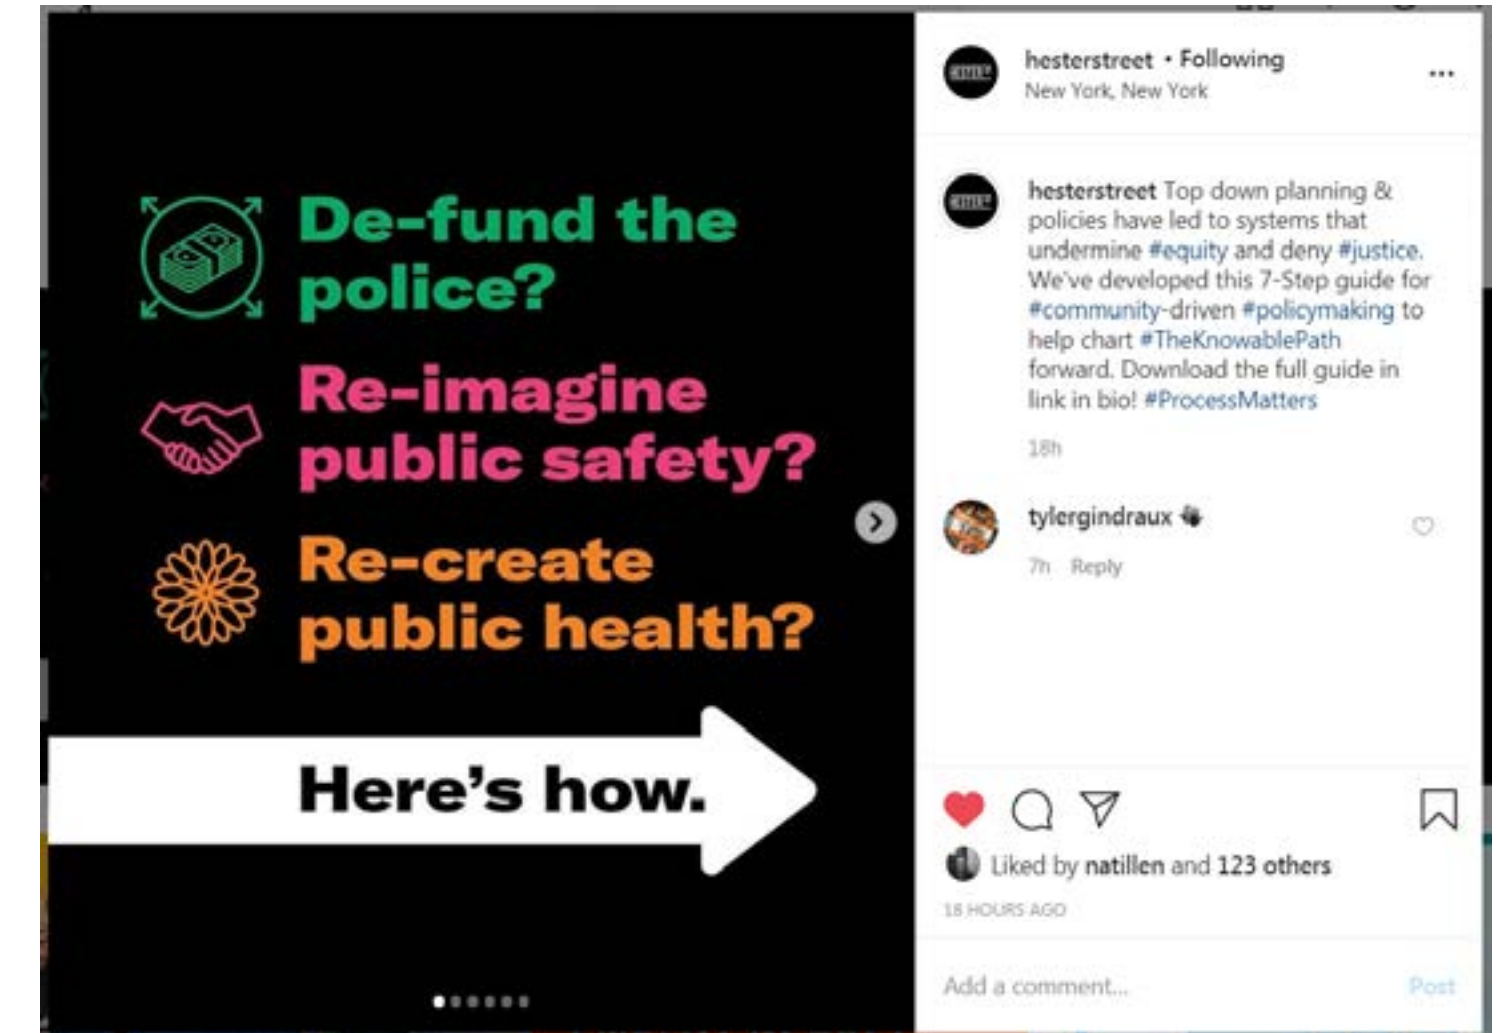 De-fund the
police?
Re-imagine
public safety?
Re-create
public health?
Here's how.
hesterstreet • Following
New York, New York
hesterstreet Top down planning &
policies have led to systems that
undermine #equity and deny #justice.
We've developed this 7-Step guide for
#community-driven #policymaking to
help chart #TheKnowablePath
forward. Download the full guide in
link in bio! #ProcessMatters
18h
tylergindraux
7h Reply
Liked by natillen and 123 others
18 HOURS AGO
Add a comment... Post